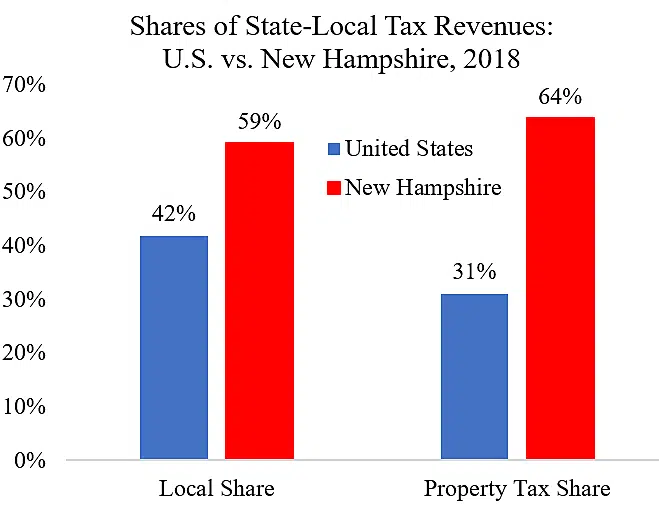 Shares of State-Local Tax Revenues:
U.S. vs. New Hampshire, 2018
70%
60%
50%
40%
30%
20%
10%
0%
42%
59%
31%
64%
United States
New Hampshire
Local Share
Property Tax Share